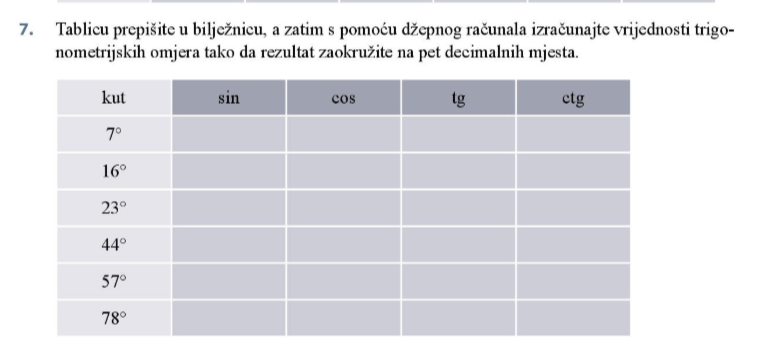 7. Tablicu prepišite u bilježnicu, a zatim s pomoću džepnog računala izračunajte vrijednosti trigo-
nometrijskih omjera tako da rezultat zaokružite na pet decimalnih mjesta.
kut sin cos tg ctg
7°
16°
23°
44°
57°
78°